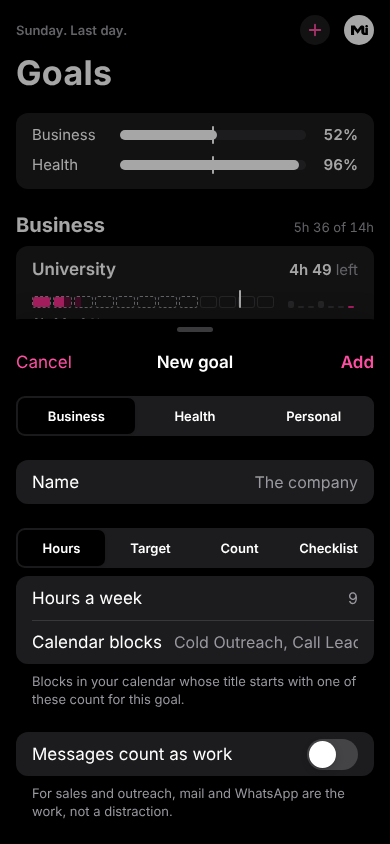 Sunday. Last day.
Goals
Business 52%
Health 96%
Business 5h 36 of 14h
University 4h 49 left
Cancel New goal Add
Business Health Personal
Name The company
Hours Target Count Checklist
Hours a week 9
Calendar blocks Cold Outreach, Call Lead
Blocks in your calendar whose title starts with one of
these count for this goal.
Messages count as work
For sales and outreach, mail and WhatsApp are the
work, not a distraction.